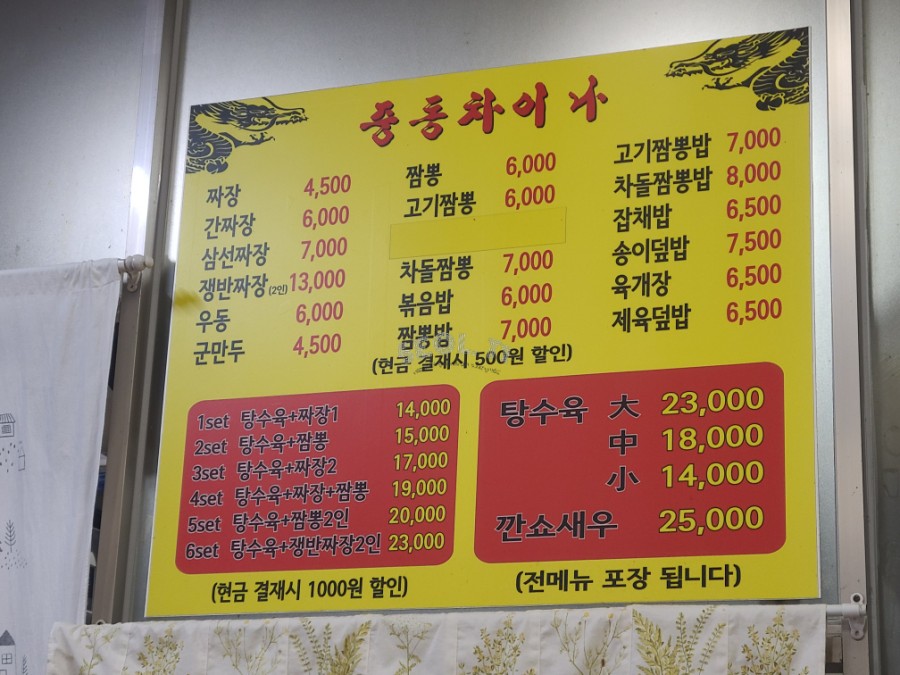 중동차이나
짜장 4,500
간짜장 6,000
삼선짜장 7,000
쟁반짜장(2인) 13,000
우동 6,000
군만두 4,500
짬뽕 6,000
고기짬뽕 6,000
차돌짬뽕 7,000
볶음밥 6,000
짬뽕밥 7,000
(현금 결재시 500원 할인)
고기짬뽕밥 7,000
차돌짬뽕밥 8,000
잡채밥 6,500
송이덮밥 7,500
육개장 6,500
제육덮밥 6,500
1set 탕수육+짜장1 14,000
2set 탕수육+짬뽕 15,000
3set 탕수육+짜장2 17,000
4set 탕수육+짜장+짬뽕 19,000
5set 탕수육+짬뽕2인 20,000
6set 탕수육+쟁반짜장2인 23,000
(현금 결재시 1000원 할인)
탕수육 大 23,000
中 18,000
小 14,000
깐쇼새우 25,000
(전메뉴 포장 됩니다)